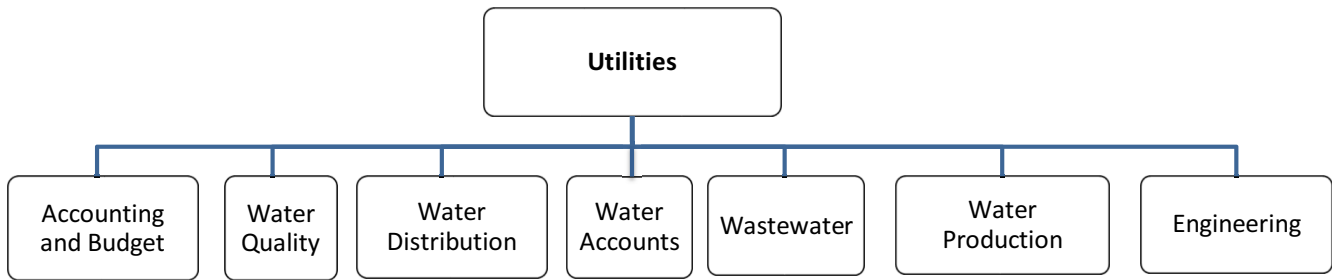 Utilities
Accounting
and Budget
Water
Quality
Water
Distribution
Water
Accounts
Wastewater
Water
Production
Engineering